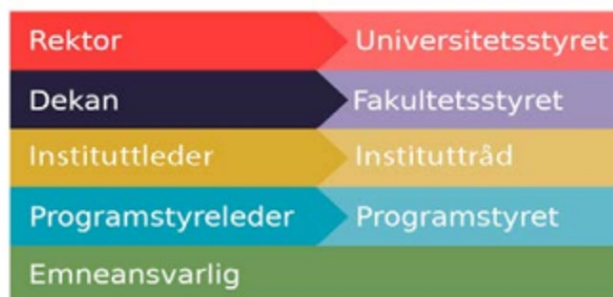 Rektor Universitetsstyret
Dekan Fakultetsstyret
Instituttleder Instituttråd
Programstyreleder Programstyret
Emneansvarlig